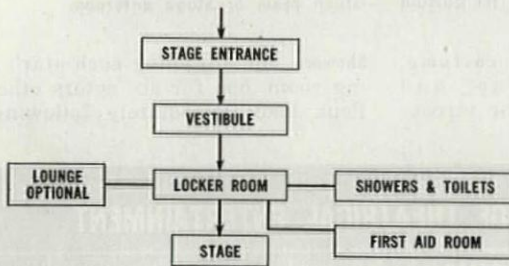 STAGE ENTRANCE
VESTIBULE
LOUNGE
OPTIONAL
LOCKER ROOM
SHOWERS & TOILETS
STAGE
FIRST AID ROOM